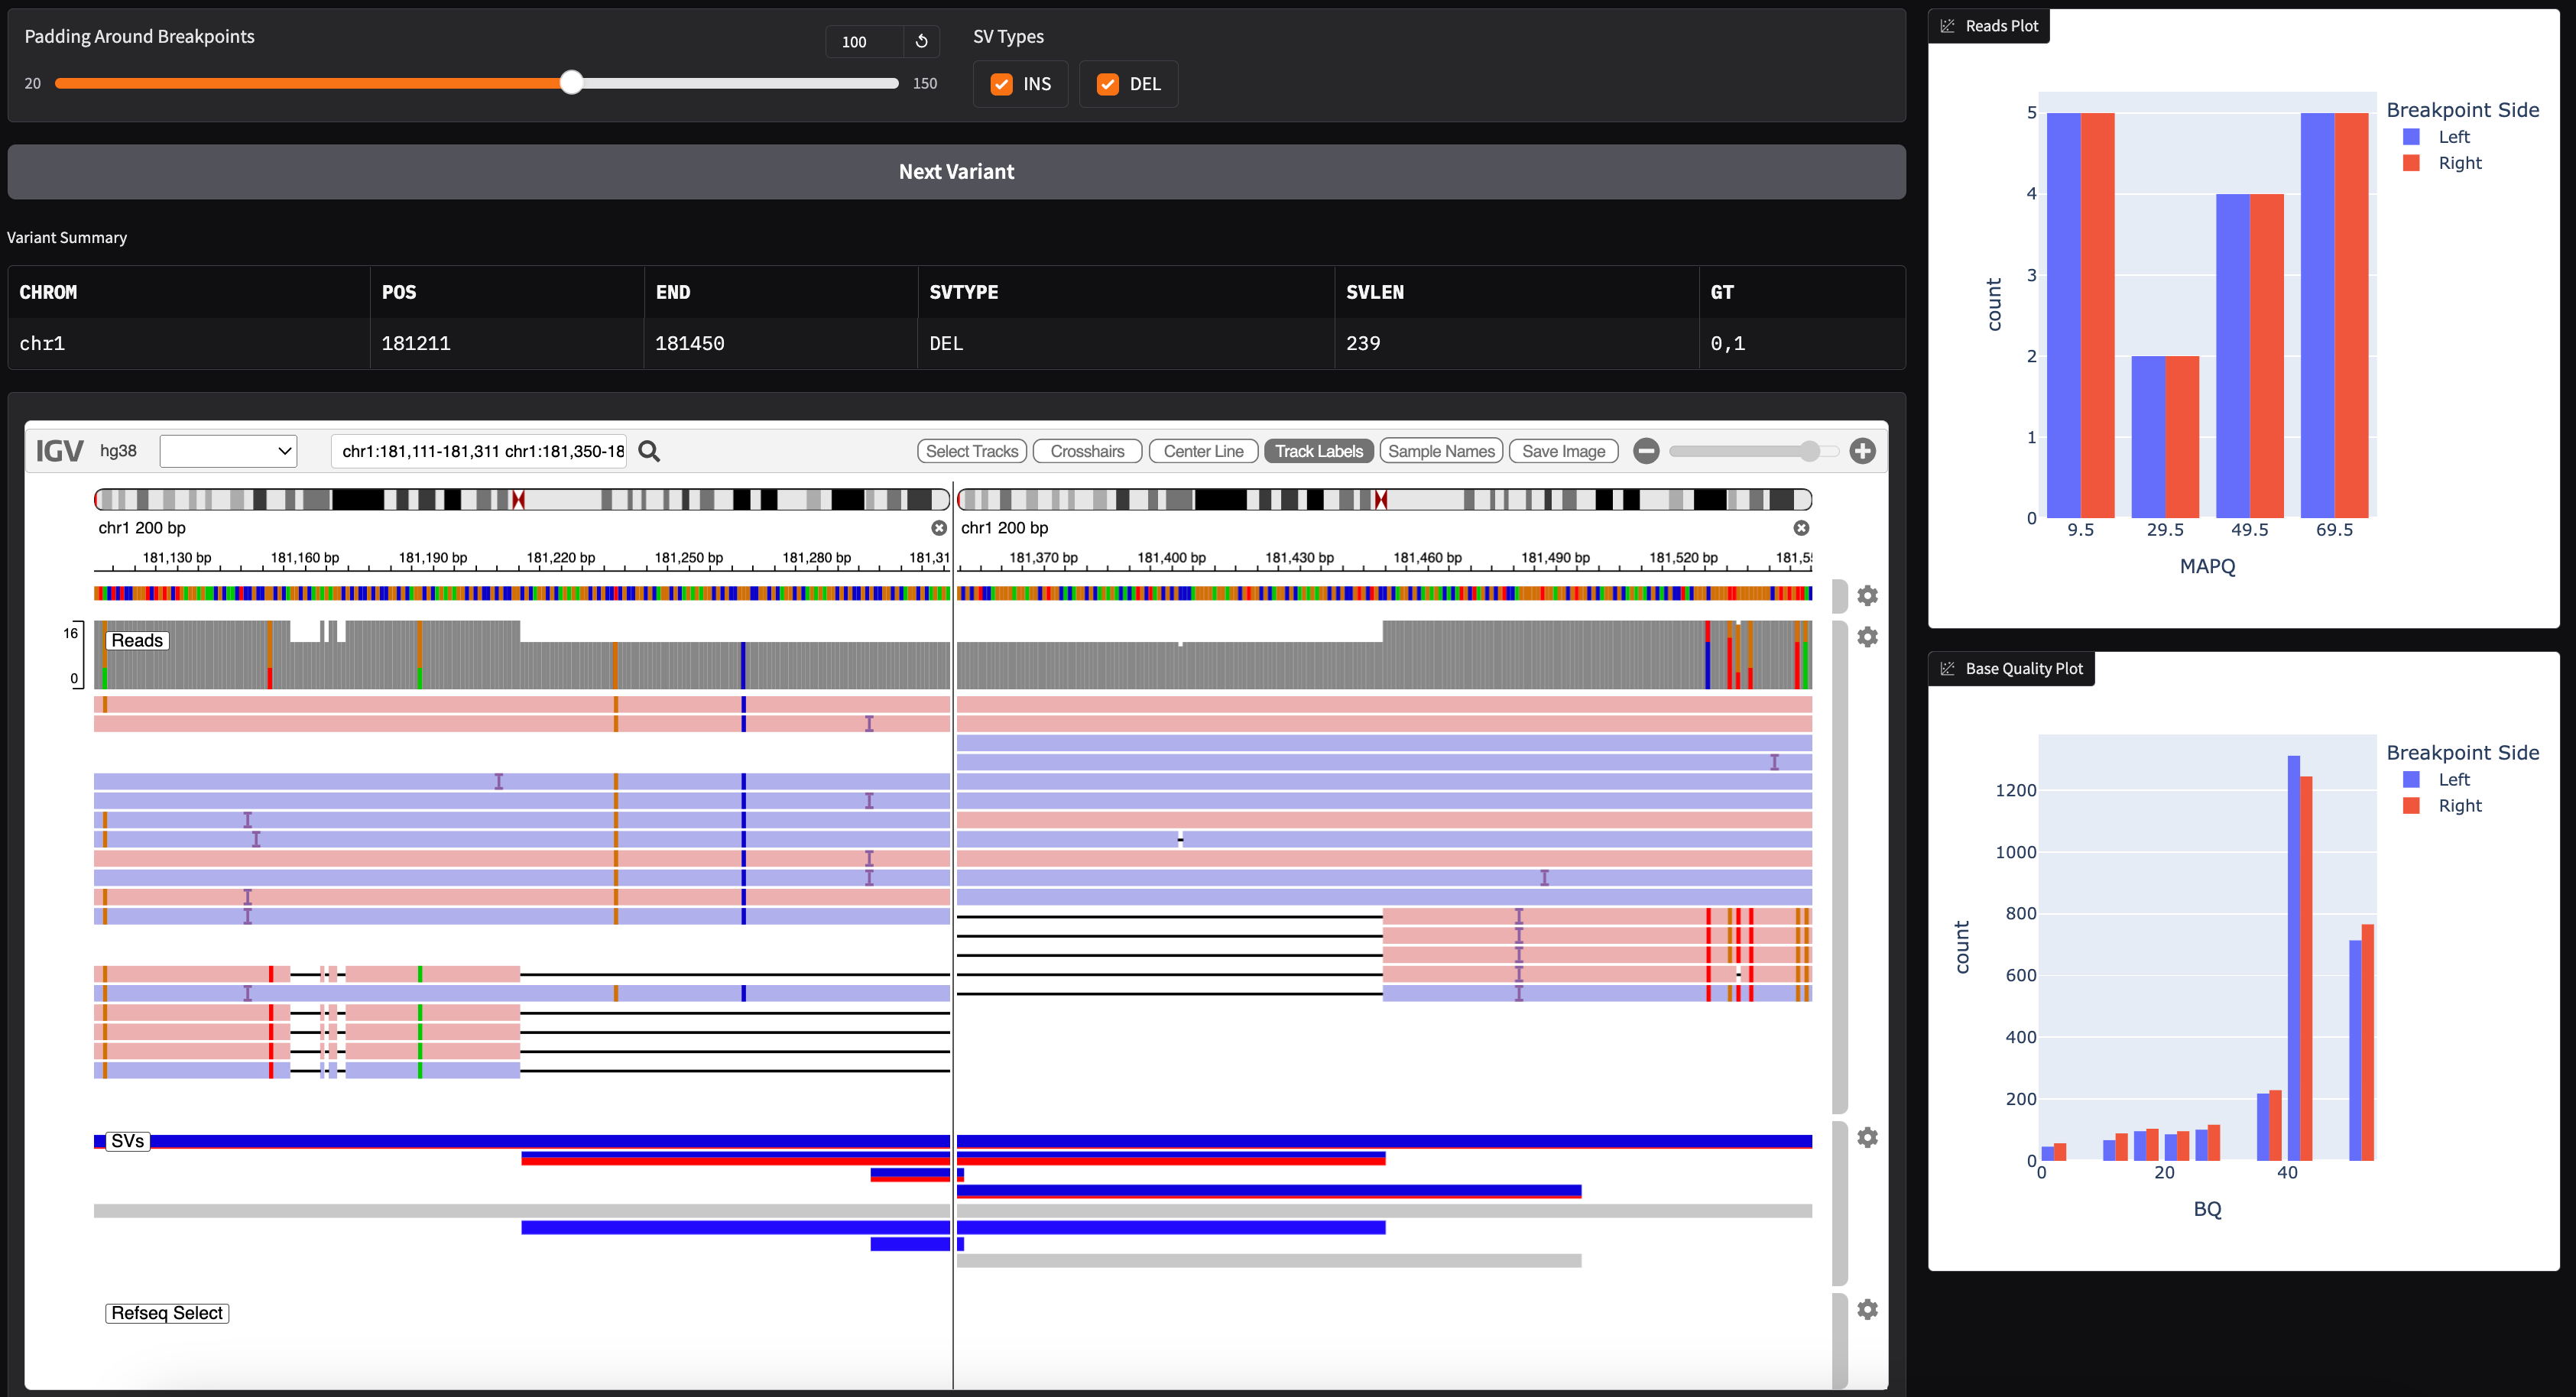 Padding Around Breakpoints
100
20
150
SV Types
INS
DEL
Next Variant
Variant Summary
CHROM POS END SVTYPE SVLEN GT
chr1 181211 181450 DEL 239 0,1
IGV hg38 chr1:181,111-181,311 chr1:181,350-18 Select Tracks Crosshairs Center Line Track Labels Sample Names Save Image
chr1 200 bp chr1 200 bp
181,130 bp 181,160 bp 181,190 bp 181,220 bp 181,250 bp 181,280 bp 181,31 181,370 bp 181,400 bp 181,430 bp 181,460 bp 181,490 bp 181,520 bp 181,5
16
Reads
0
SVs
Refseq Select
Reads Plot
Breakpoint Side
Left
Right
5
4
3
2
1
0
count
9.5 29.5 49.5 69.5
MAPQ
Base Quality Plot
Breakpoint Side
Left
Right
1200
1000
800
600
400
200
0
count
0 20 40
BQ